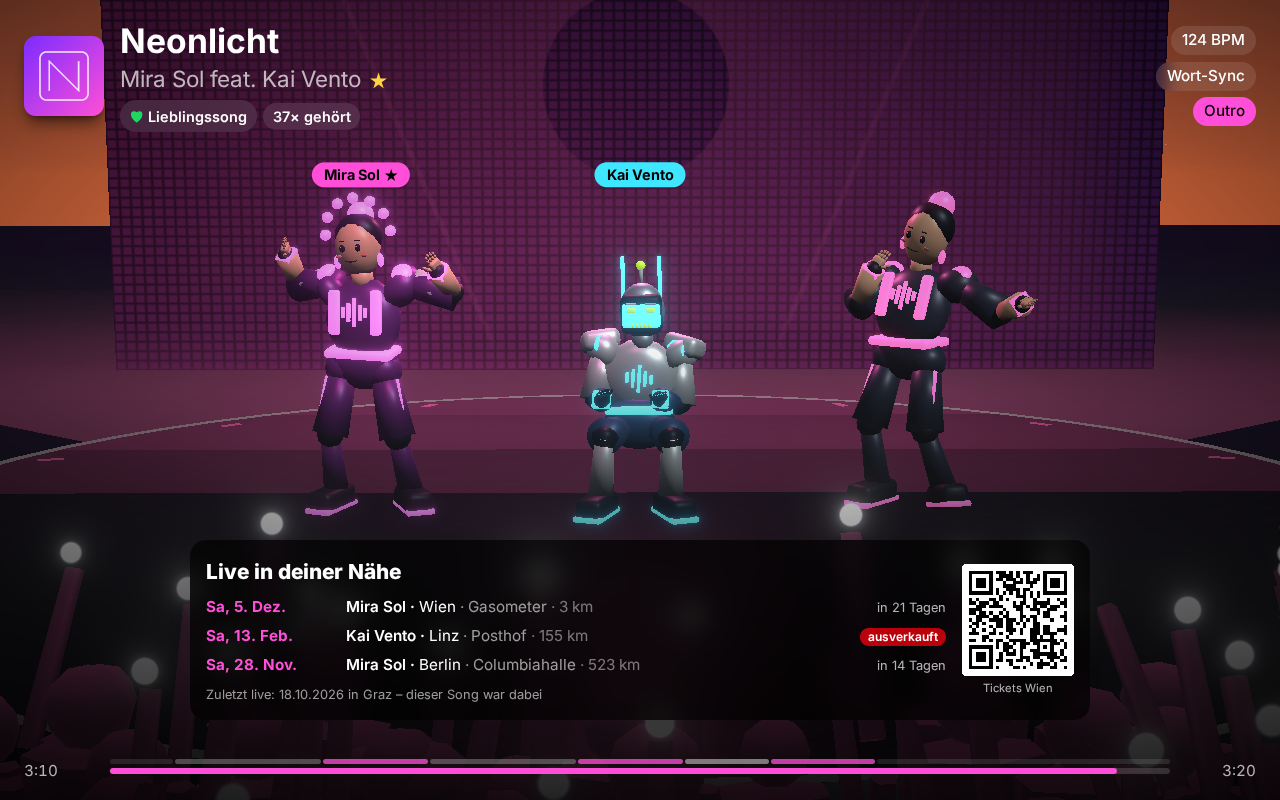 Neonlicht
Mira Sol feat. Kai Vento ★
Lieblingssong
37× gehört
124 BPM
Wort-Sync
Outro
Mira Sol ★
Kai Vento
Live in deiner Nähe
Sa, 5. Dez. Mira Sol · Wien · Gasometer · 3 km in 21 Tagen
Sa, 13. Feb. Kai Vento · Linz · Posthof · 155 km ausverkauft
Sa, 28. Nov. Mira Sol · Berlin · Columbiahalle · 523 km in 14 Tagen
Zuletzt live: 18.10.2026 in Graz – dieser Song war dabei
Tickets Wien
3:10
3:20